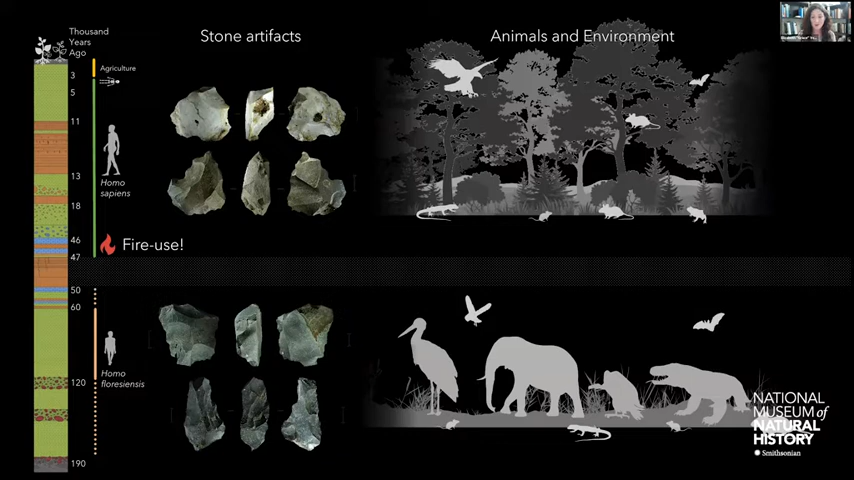 Thousand
Years
Ago
Stone artifacts
Animals and Environment
3
Agriculture
5
11
13
Homo
sapiens
18
46
Fire-use!
47
50
60
Homo
floresiensis
120
190
NATIONAL
MUSEUM of
NATURAL
HISTORY
Smithsonian